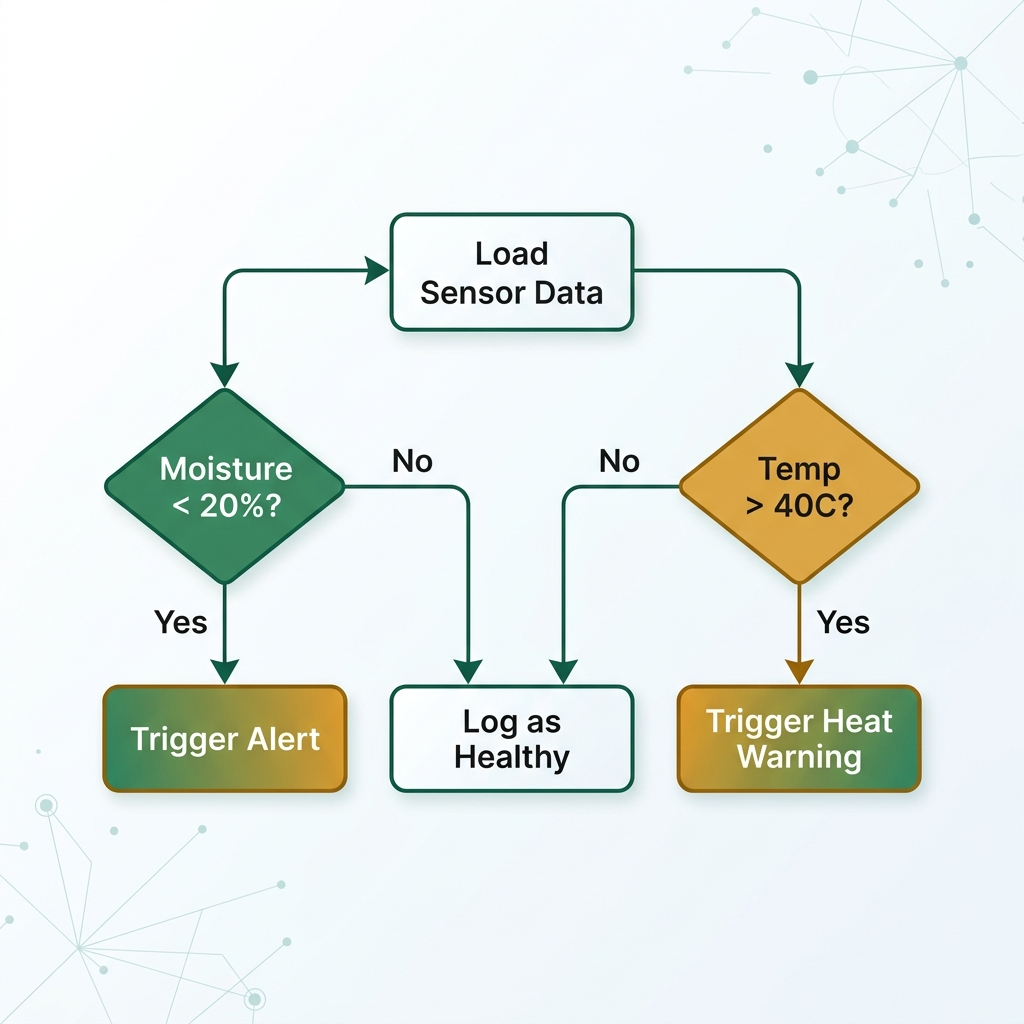 Load
Sensor Data
Moisture
< 20%?
No
No
Temp
> 40C?
Yes
Yes
Trigger Alert
Log as
Healthy
Trigger Heat
Warning